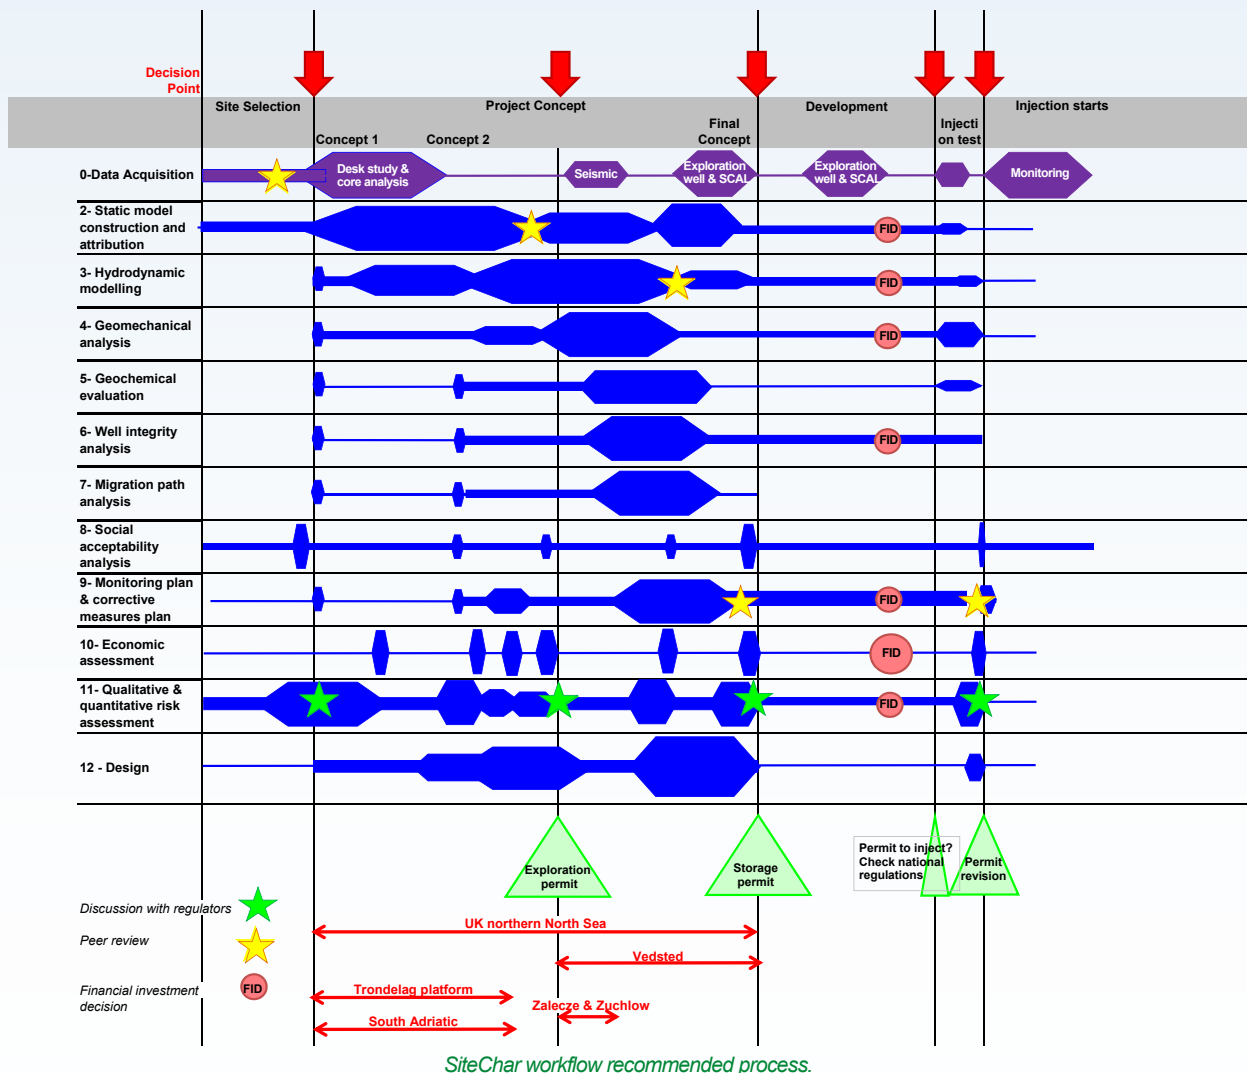 Decision
Point
Site Selection
Project Concept
Development
Injection starts
Concept 1
Concept 2
Final
Concept
Injecti
on test
0-Data Acquisition
Desk study &
core analysis
Seismic
Exploration
well & SCAL
Exploration
well & SCAL
Monitoring
2- Static model
construction and
attribution
FID
3- Hydrodynamic
modelling
FID
4- Geomechanical
analysis
FID
5- Geochemical
evaluation
6- Well integrity
analysis
FID
7- Migration path
analysis
8- Social
acceptability
analysis
9- Monitoring plan
& corrective
measures plan
FID
10- Economic
assessment
FID
11- Qualitative &
quantitative risk
assessment
FID
12 - Design
Exploration
permit
Storage
permit
Permit to inject?
Check national
regulations
Permit
revision
Discussion with regulators
Peer review
Financial investment
decision
FID
UK northern North Sea
Vedsted
Trondelag platform
Zalecze & Zuchlow
South Adriatic
SiteChar workflow recommended process.